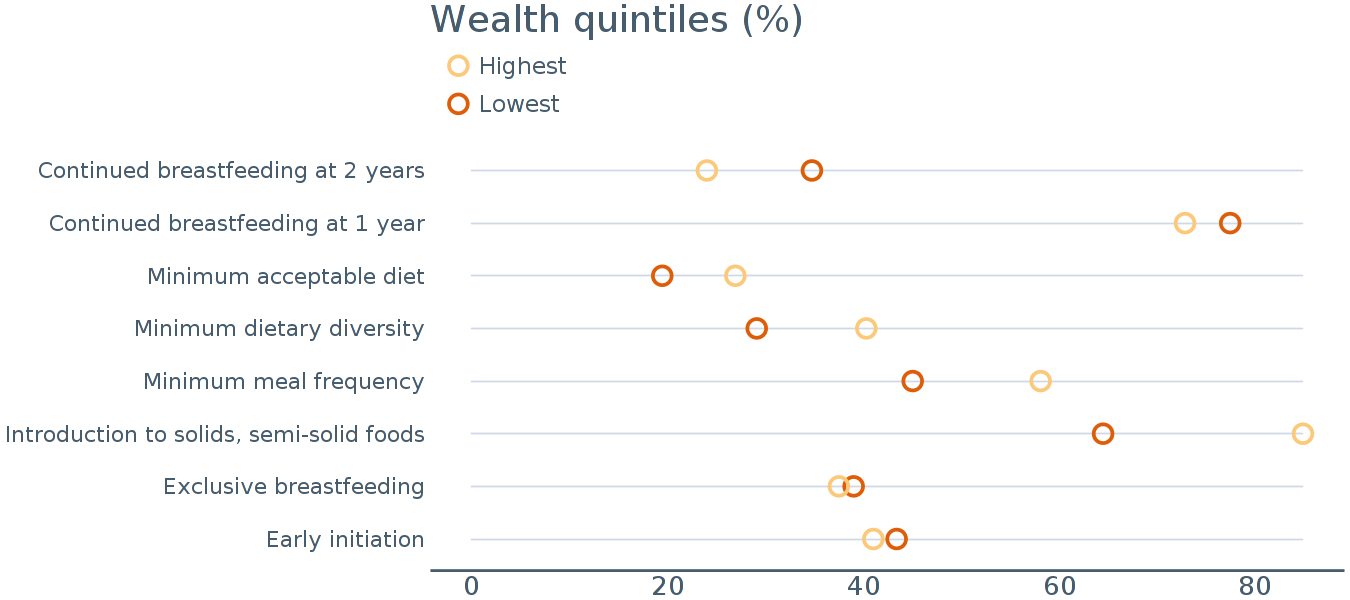 Wealth quintiles (%)
Highest
Lowest
Continued breastfeeding at 2 years
Continued breastfeeding at 1 year
Minimum acceptable diet
Minimum dietary diversity
Minimum meal frequency
Introduction to solids, semi-solid foods
Exclusive breastfeeding
Early initiation
0 20 40 60 80